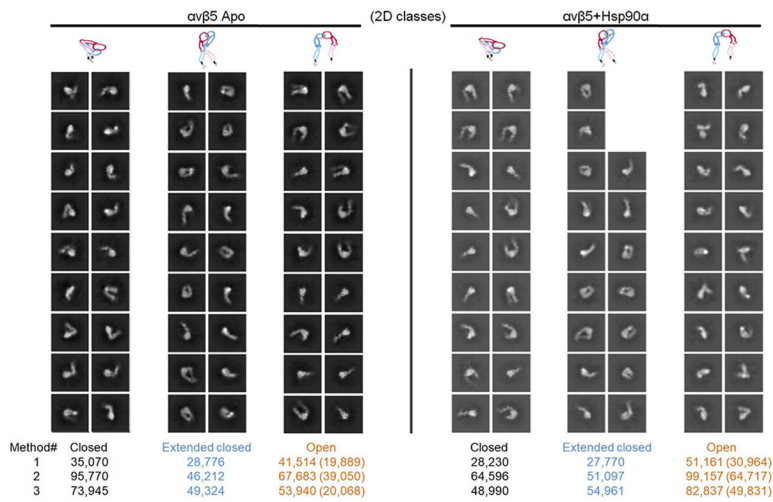 αvβ5 Apo (2D classes) αvβ5+Hsp90α
Method# Closed Extended closed Open Closed Extended closed Open
1 35,070 28,776 41,514 (19,889) 28,230 27,770 51,161 (30,964)
2 95,770 46,212 67,683 (39,050) 64,596 51,097 99,157 (64,717)
3 73,945 49,324 53,940 (20,068) 48,990 54,961 82,837 (49,831)